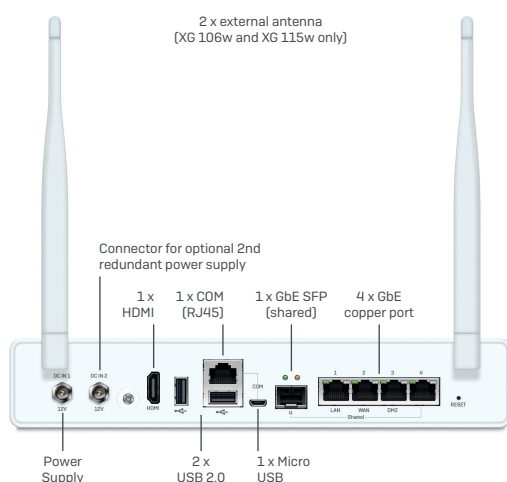 2 x external antenna
(XG 106w and XG 115w only)
Connector for optional 2nd
redundant power supply
1 x
HDMI
1 x COM
(RJ45)
1 x GbE SFP
(shared)
4 x GbE
copper port
DC IN 1
DC IN 2
12V
12V
HDMI
COM
4
1 2 3 4
LAN WAN DMZ
Shared
RESET
Power
Supply
2 x
USB 2.0
1 x Micro
USB